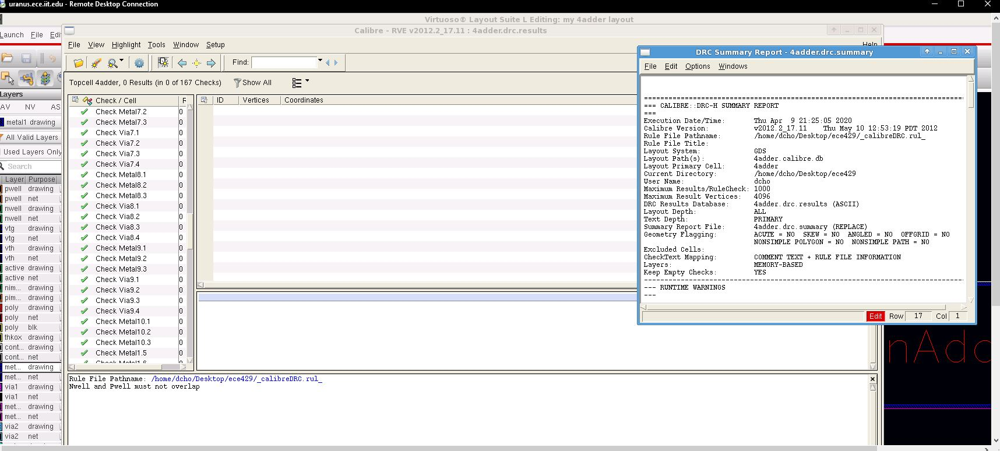 uranus.ece.iit.edu - Remote Desktop Connection
Virtuoso® Layout Suite L Editing: my 4adder layout
Launch File
Calibre - RVE v2012.2_17.11 : 4adder.drc.results
File View Highlight Tools Window Setup
Help
Find:
Topcell 4adder, 0 Results (in 0 of 167 Checks) Show All
Check / Cell
ID Vertices Coordinates
Check Metal7.2 0
Check Metal7.3 0
Check Via7.1 0
Check Via7.2 0
Check Via7.3 0
Check Via7.4 0
Check Metal8.1 0
Check Metal8.2 0
Check Metal8.3 0
Check Via8.1 0
Check Via8.2 0
Check Via8.3 0
Check Via8.4 0
Check Metal9.1 0
Check Metal9.2 0
Check Metal9.3 0
Check Via9.1 0
Check Via9.2 0
Check Via9.3 0
Check Via9.4 0
Check Metal10.1 0
Check Metal10.2 0
Check Metal10.3 0
Check Metal1.5 0
Check Metal1.6 0
Rule File Pathname: /home/dcho/Desktop/ece429/_calibreDRC.rul_
Nwell and Pwell must not overlap
Layers
AV NV AS
metal1 drawing
All Valid Layers
Used Layers Only
Search
Layer Purpose
pwell drawing
pwell net
nwell drawing
nwell net
vtg drawing
vtg net
vth drawing
vth net
active drawing
active net
nim... drawing
pim... drawing
poly drawing
poly net
poly blk
thkox drawing
cont... drawing
cont... net
met... drawing
met... net
via1 drawing
via1 net
met... drawing
met... net
via2 drawing
via2 net
DRC Summary Report - 4adder.drc.summary
File Edit Options Windows
==================================================================================
=== CALIBRE::DRC-H SUMMARY REPORT
===
Execution Date/Time: Thu Apr 9 21:25:05 2020
Calibre Version: v2012.2_17.11 Thu May 10 12:53:19 PDT 2012
Rule File Pathname: /home/dcho/Desktop/ece429/_calibreDRC.rul_
Rule File Title:
Layout System: GDS
Layout Path(s): 4adder.calibre.db
Layout Primary Cell: 4adder
Current Directory: /home/dcho/Desktop/ece429
User Name: dcho
Maximum Results/RuleCheck: 1000
Maximum Result Vertices: 4096
DRC Results Database: 4adder.drc.results (ASCII)
Layout Depth: ALL
Text Depth: PRIMARY
Summary Report File: 4adder.drc.summary (REPLACE)
Geometry Flagging: ACUTE = NO SKEW = NO ANGLED = NO OFFGRID = NO
NONSIMPLE POLYGON = NO NONSIMPLE PATH = NO
Excluded Cells:
CheckText Mapping: COMMENT TEXT + RULE FILE INFORMATION
Layers: MEMORY-BASED
Keep Empty Checks: YES
----------------------------------------------------------------------------------
--- RUNTIME WARNINGS
---
Edit Row 17 Col 1
nAdd